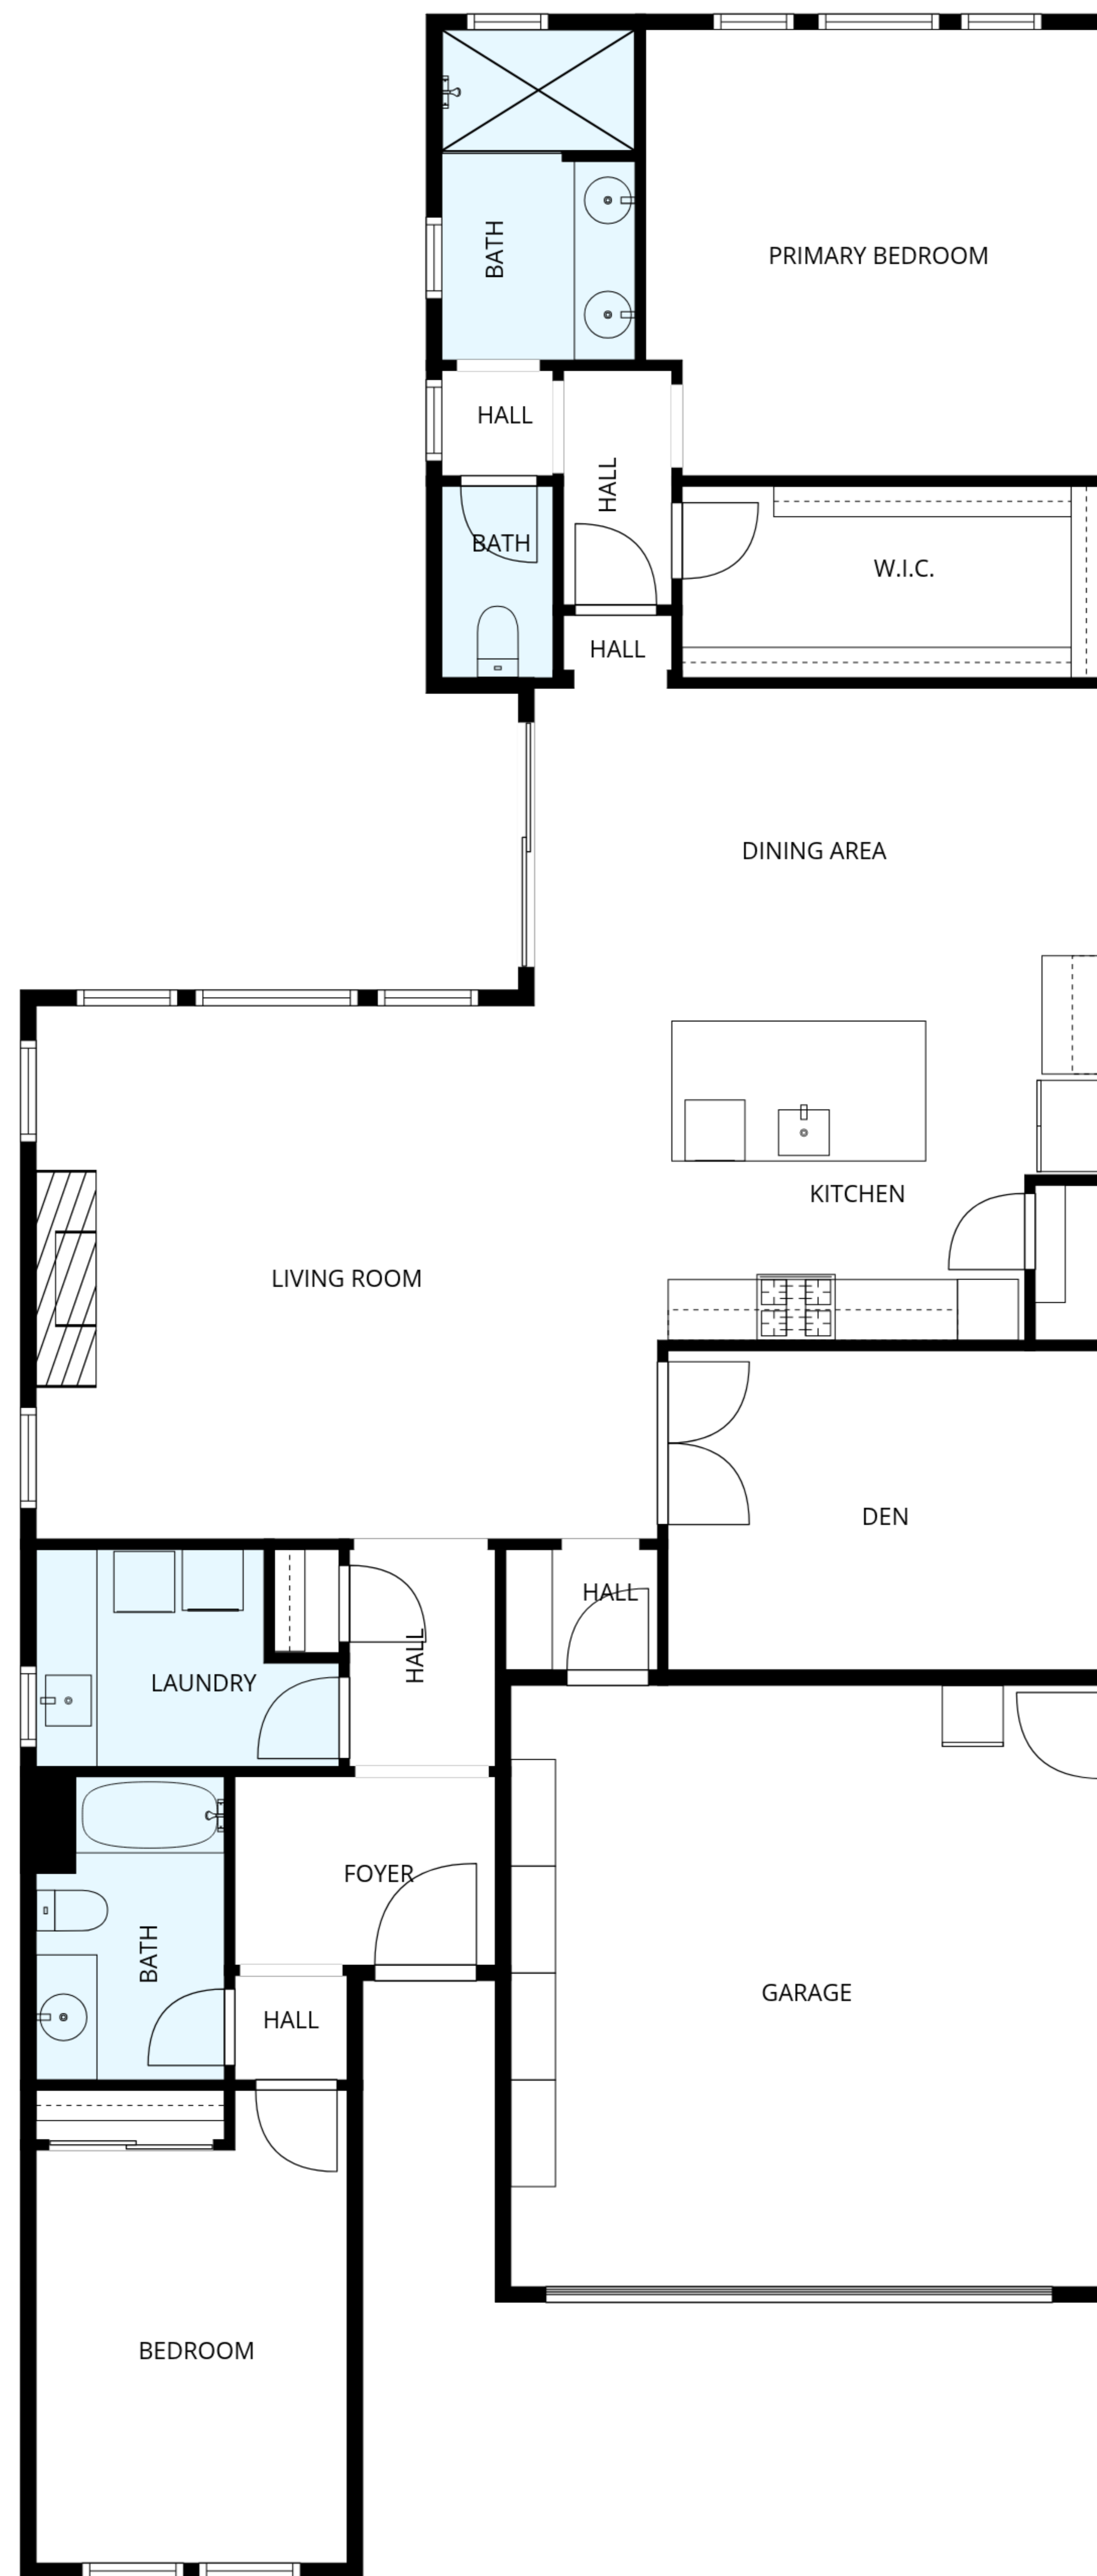 BATH
PRIMARY BEDROOM
HALL
HALL
BATH
W.I.C.
HALL
DINING AREA
KITCHEN
LIVING ROOM
DEN
HALL
HALL
LAUNDRY
FOYER
BATH
GARAGE
HALL
BEDROOM